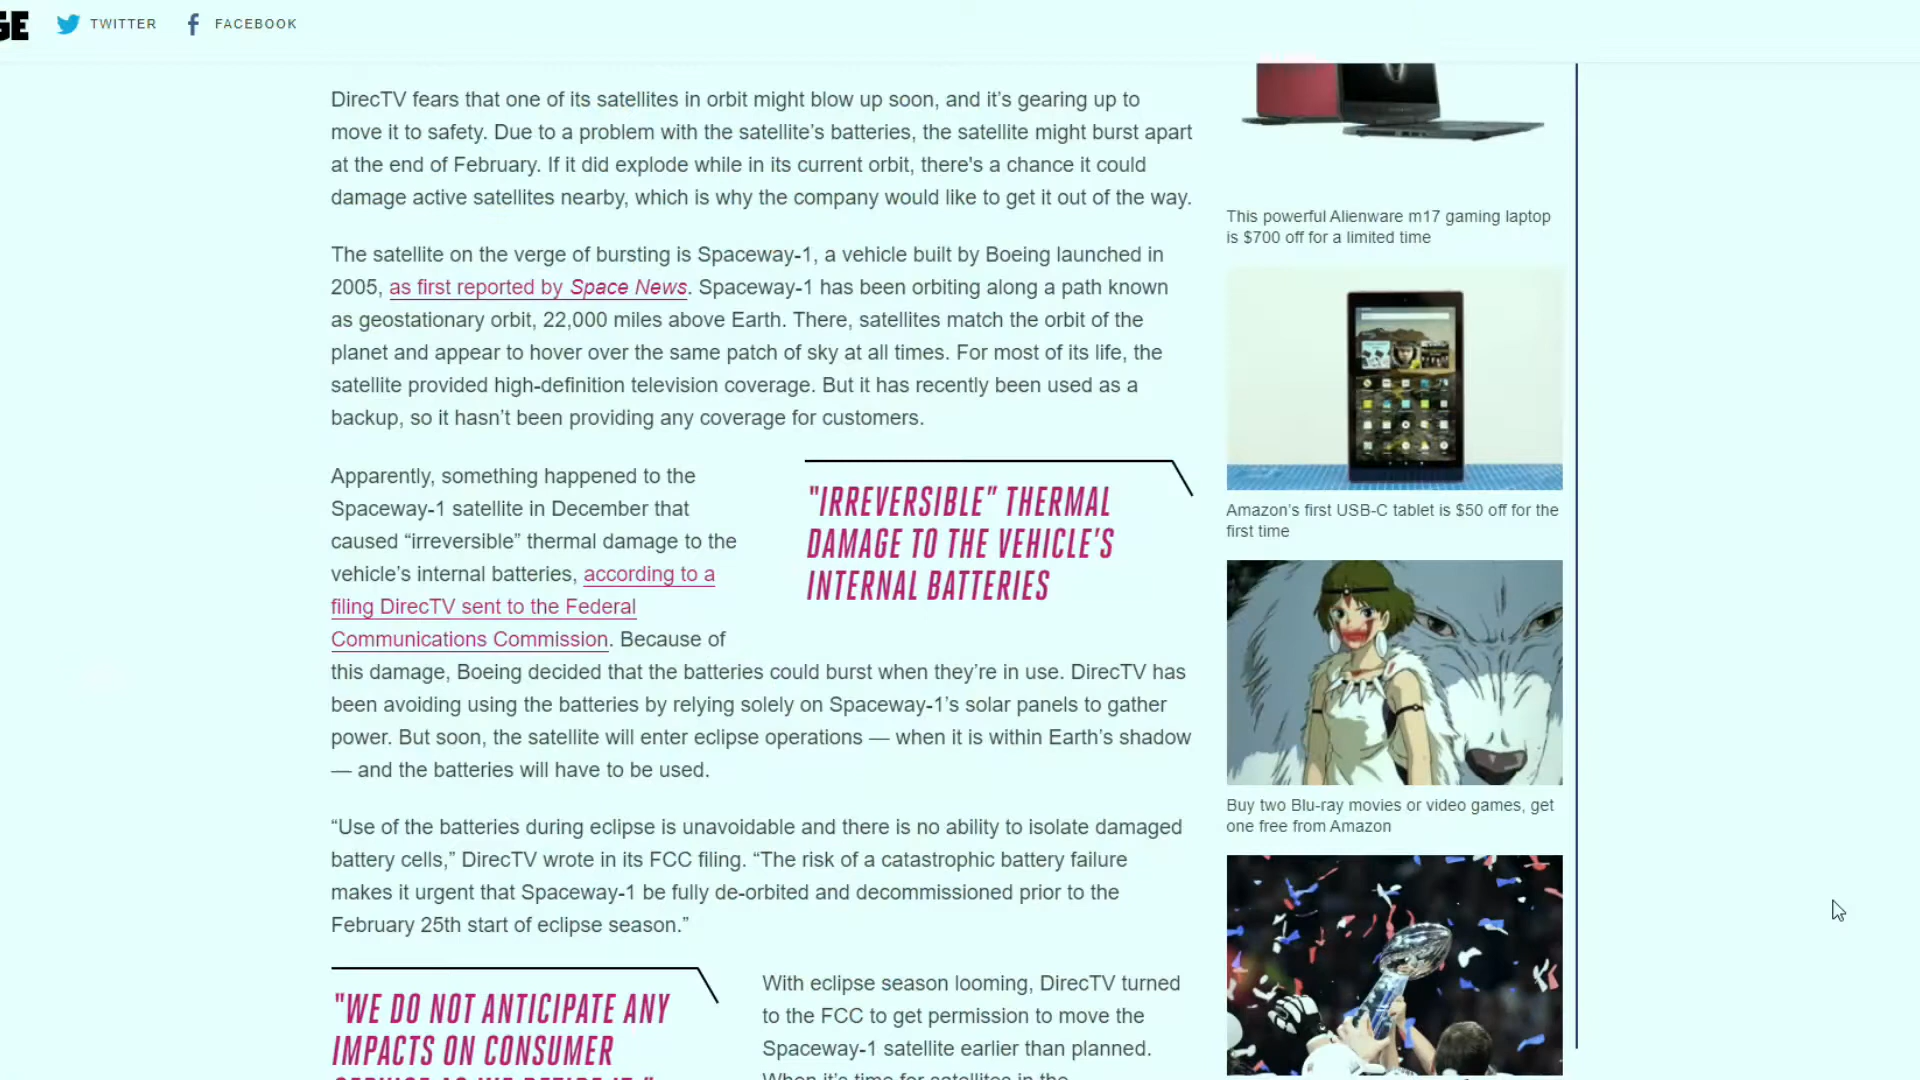 GE
TWITTER
FACEBOOK
DirecTV fears that one of its satellites in orbit might blow up soon, and it’s gearing up to
move it to safety. Due to a problem with the satellite’s batteries, the satellite might burst apart
at the end of February. If it did explode while in its current orbit, there's a chance it could
damage active satellites nearby, which is why the company would like to get it out of the way.
The satellite on the verge of bursting is Spaceway-1, a vehicle built by Boeing launched in
2005, as first reported by Space News. Spaceway-1 has been orbiting along a path known
as geostationary orbit, 22,000 miles above Earth. There, satellites match the orbit of the
planet and appear to hover over the same patch of sky at all times. For most of its life, the
satellite provided high-definition television coverage. But it has recently been used as a
backup, so it hasn’t been providing any coverage for customers.
Apparently, something happened to the
Spaceway-1 satellite in December that
caused “irreversible” thermal damage to the
vehicle’s internal batteries, according to a
filing DirecTV sent to the Federal
Communications Commission. Because of
this damage, Boeing decided that the batteries could burst when they’re in use. DirecTV has
been avoiding using the batteries by relying solely on Spaceway-1’s solar panels to gather
power. But soon, the satellite will enter eclipse operations — when it is within Earth’s shadow
— and the batteries will have to be used.
"IRREVERSIBLE” THERMAL
DAMAGE TO THE VEHICLE’S
INTERNAL BATTERIES
“Use of the batteries during eclipse is unavoidable and there is no ability to isolate damaged
battery cells,” DirecTV wrote in its FCC filing. “The risk of a catastrophic battery failure
makes it urgent that Spaceway-1 be fully de-orbited and decommissioned prior to the
February 25th start of eclipse season.”
"WE DO NOT ANTICIPATE ANY
IMPACTS ON CONSUMER
With eclipse season looming, DirecTV turned
to the FCC to get permission to move the
Spaceway-1 satellite earlier than planned.
When it’s time for satellites in the
This powerful Alienware m17 gaming laptop
is $700 off for a limited time
Amazon’s first USB-C tablet is $50 off for the
first time
Buy two Blu-ray movies or video games, get
one free from Amazon